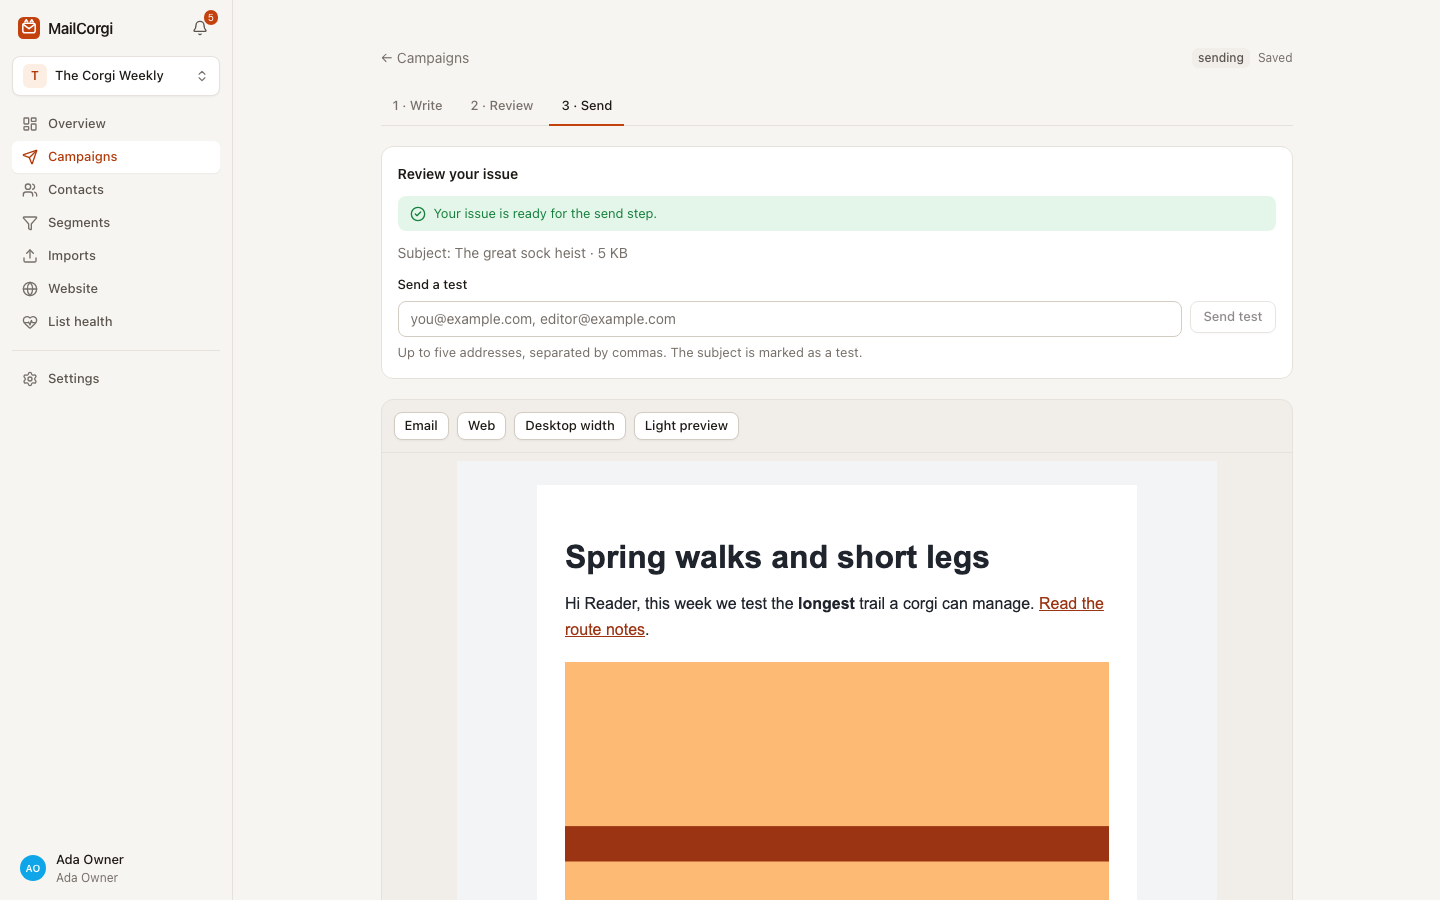 MailCorgi
5
T
The Corgi Weekly
Overview
Campaigns
Contacts
Segments
Imports
Website
List health
Settings
AO
Ada Owner
Ada Owner
← Campaigns
sending
Saved
1 · Write
2 · Review
3 · Send
Review your issue
Your issue is ready for the send step.
Subject: The great sock heist · 5 KB
Send a test
you@example.com, editor@example.com
Send test
Up to five addresses, separated by commas. The subject is marked as a test.
Email
Web
Desktop width
Light preview
Spring walks and short legs
Hi Reader, this week we test the longest trail a corgi can manage. Read the
route notes.